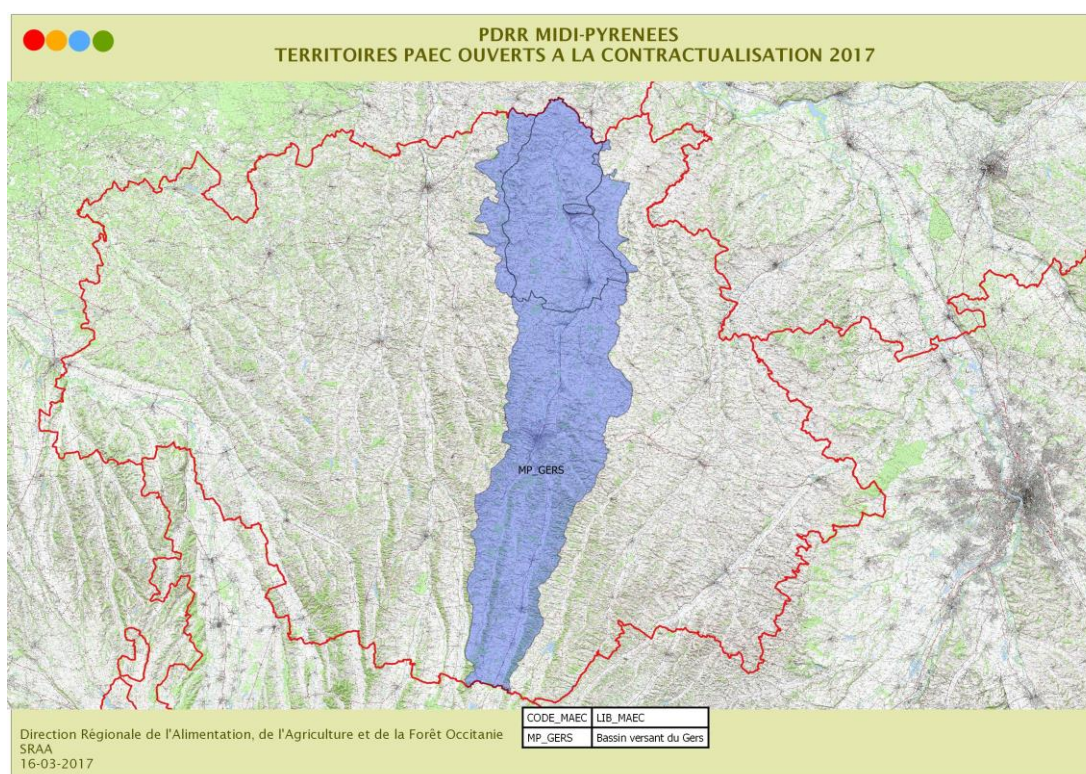 PDRR MIDI-PYRENEES
TERRITOIRES PAEC OUVERTS A LA CONTRACTUALISATION 2017
MP_GERS
CODE_MAEC LIB_MAEC
MP_GERS Bassin versant du Gers
Direction Régionale de l'Alimentation, de l'Agriculture et de la Forêt Occitanie
SRAA
16-03-2017